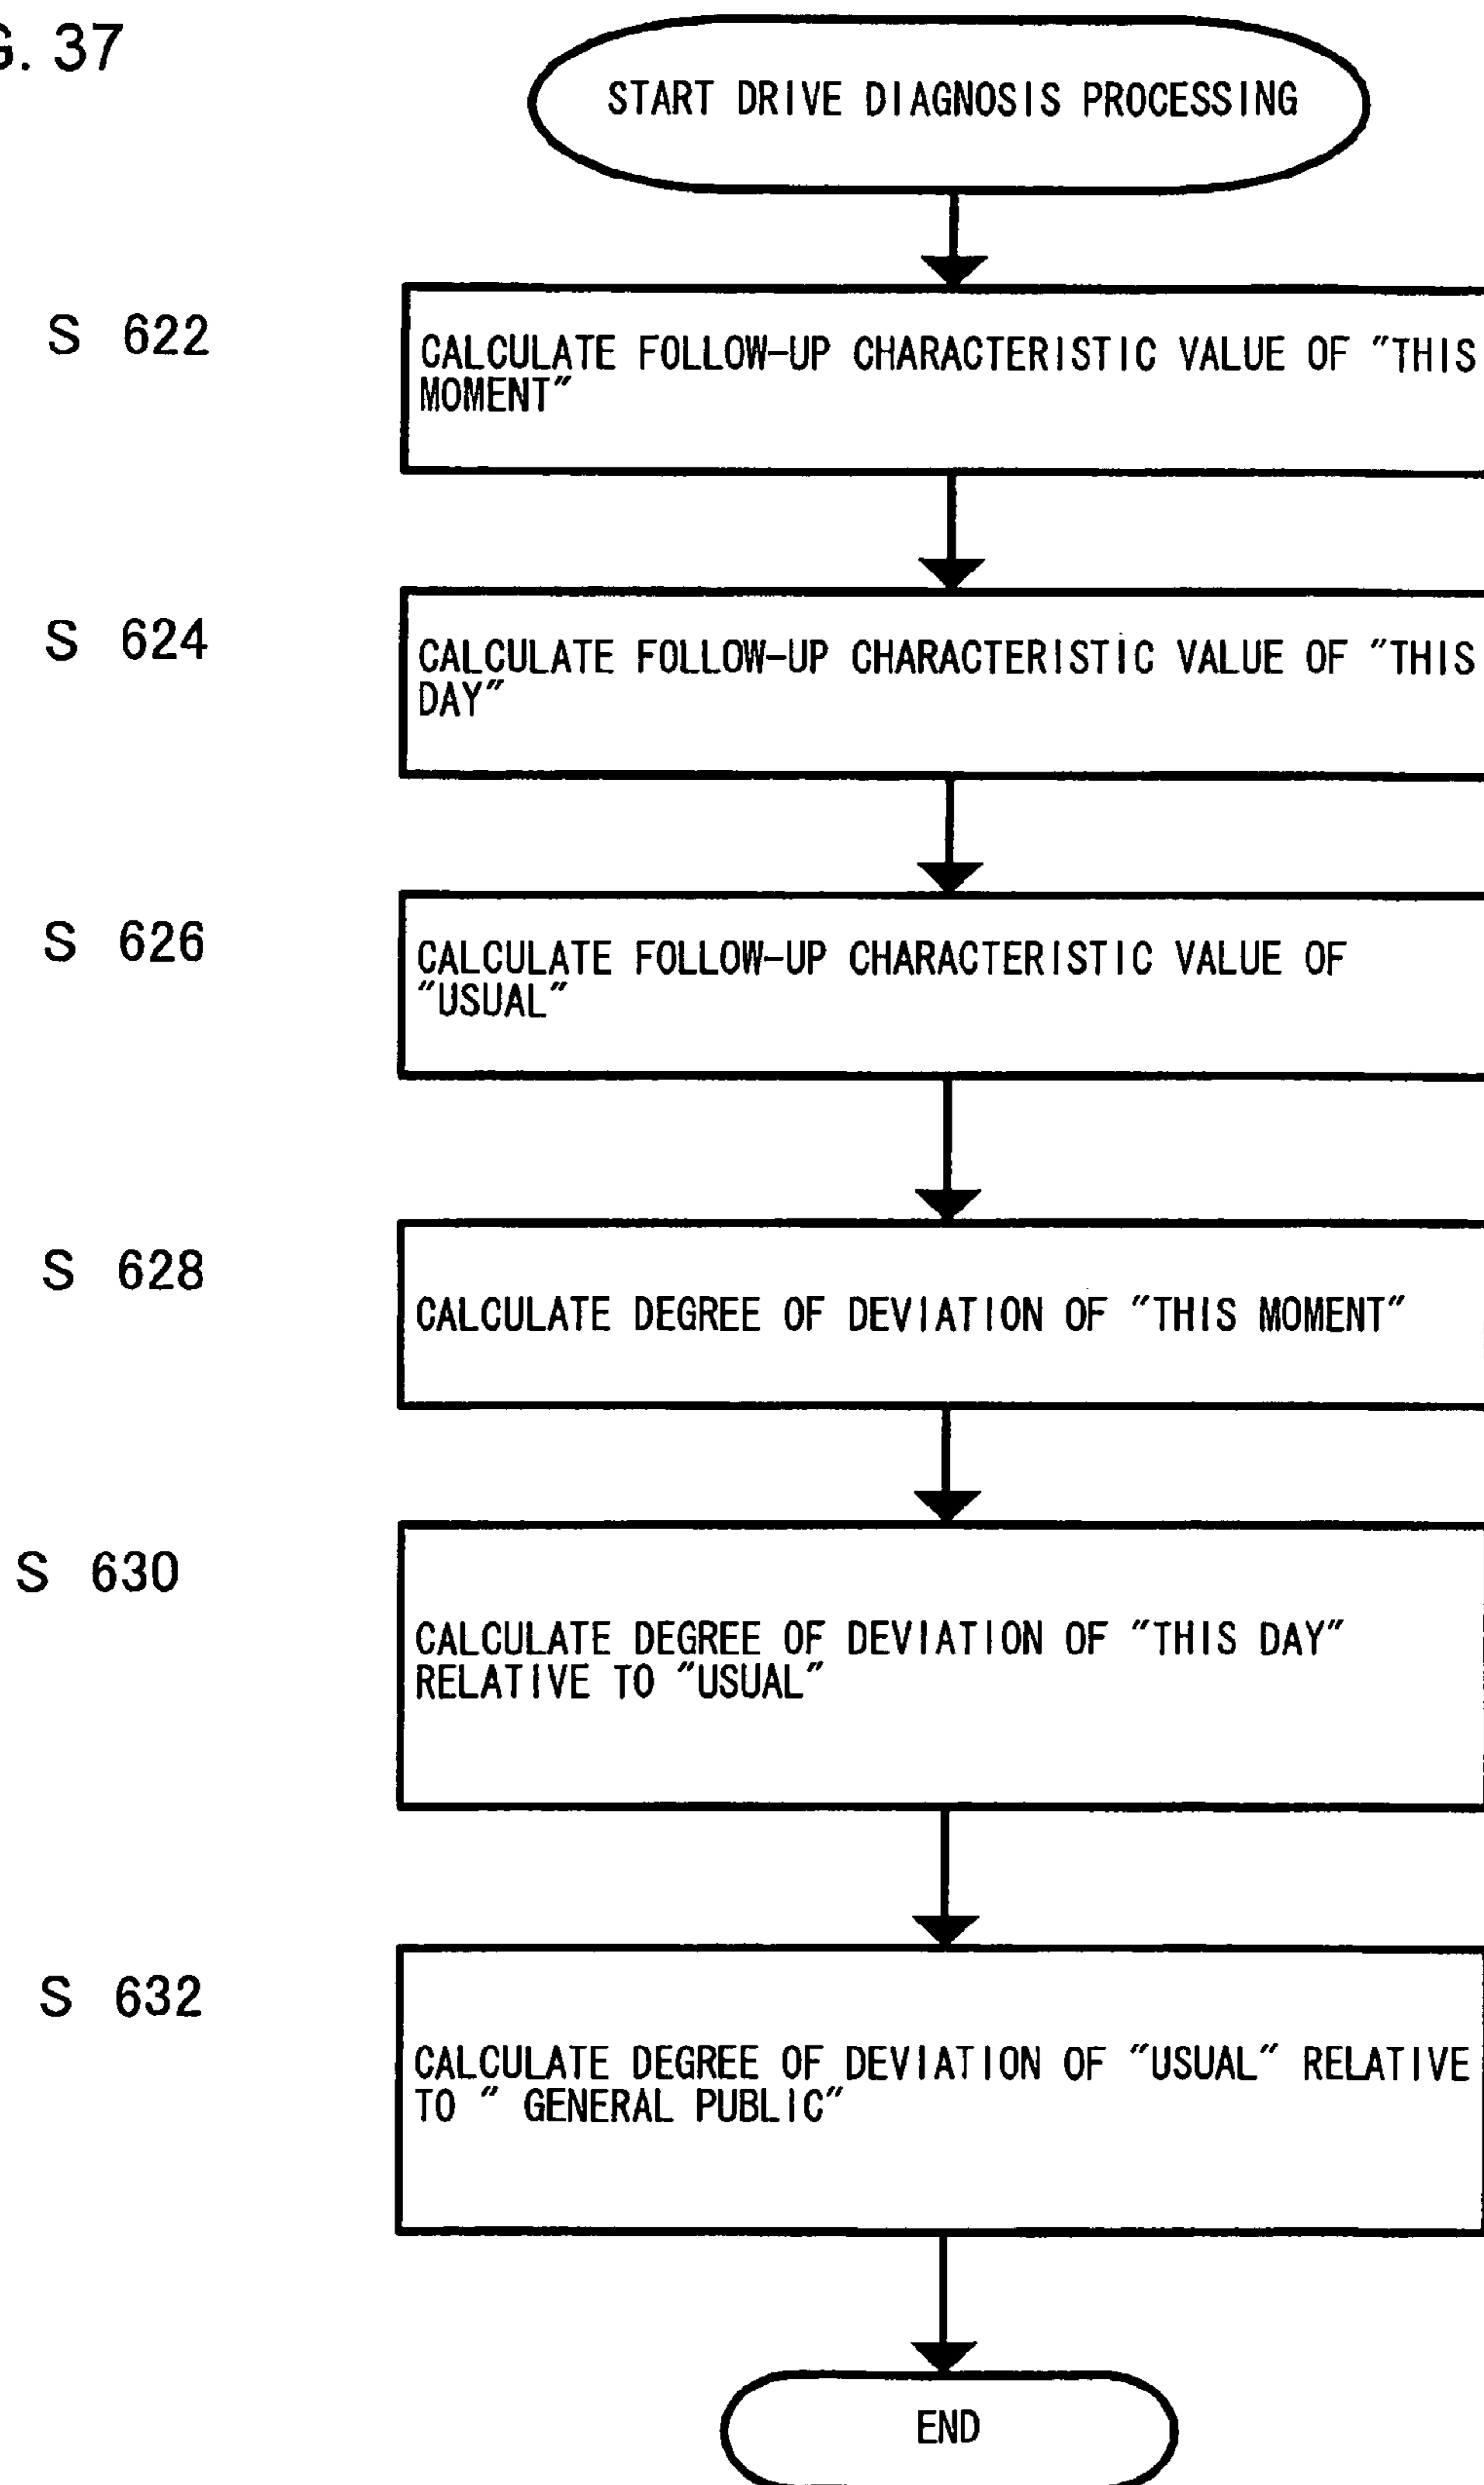 G. 37
START DRIVE DIAGNOSIS PROCESSING
S 622
CALCULATE FOLLOW-UP CHARACTERISTIC VALUE OF "THIS
MOMENT"
S 624
CALCULATE FOLLOW-UP CHARACTERISTIC VALUE OF "THIS
DAY"
S 626
CALCULATE FOLLOW-UP CHARACTERISTIC VALUE OF
"USUAL"
S 628
CALCULATE DEGREE OF DEVIATION OF "THIS MOMENT"
S 630
CALCULATE DEGREE OF DEVIATION OF "THIS DAY"
RELATIVE TO "USUAL"
S 632
CALCULATE DEGREE OF DEVIATION OF "USUAL" RELATIVE
TO " GENERAL PUBLIC"
END